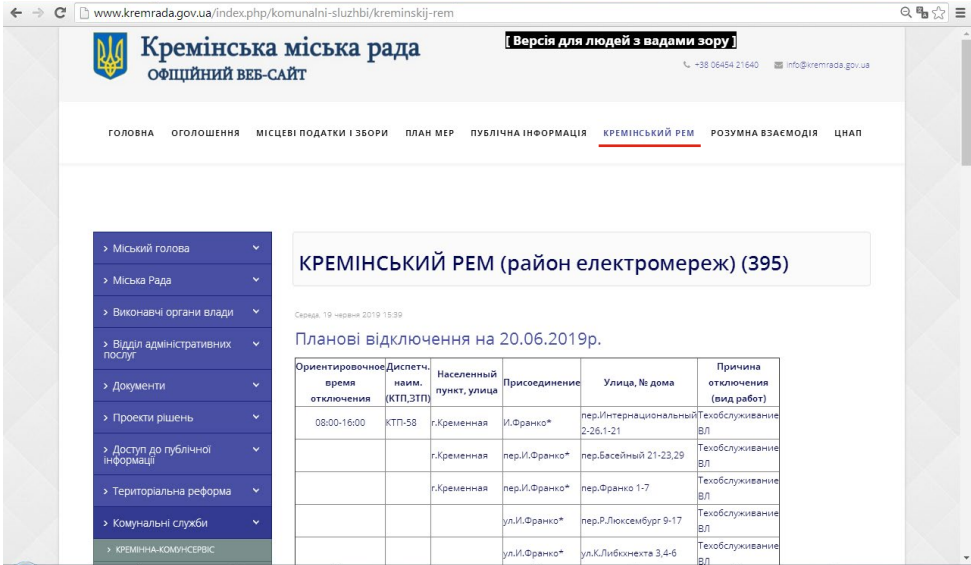 www.kremrada.gov.ua/index.php/komunalni-sluzhbi/kreminskij-rem
Кремінська міська рада
ОФІЦІЙНИЙ ВЕБ-САЙТ
[ Версія для людей з вадами зору ]
+38 06454 21640 info@kremrada.gov.ua
ГОЛОВНА ОГОЛОШЕННЯ МІСЦЕВІ ПОДАТКИ І ЗБОРИ ПЛАН МЕР ПУБЛІЧНА ІНФОРМАЦІЯ КРЕМІНСЬКИЙ РЕМ РОЗУМНА ВЗАЄМОДІЯ ЦНАП
> Міський голова
> Міська Рада
> Виконавчі органи влади
> Відділ адміністративних
послуг
> Документи
> Проекти рішень
> Доступ до публічної
інформації
> Територіальна реформа
> Комунальні служби
> КРЕМІННА-КОМУНСЕРВІС
КРЕМІНСЬКИЙ РЕМ (район електромереж) (395)
Середа, 19 червня 2019 15:39
Планові відключення на 20.06.2019р.
Ориентировочное время отключения Диспетч. наим. (КТП,ЗТП) Населенный пункт, улица Присоединение Улица, № дома Причина отключения (вид работ)
08:00-16:00 КТП-58 г.Кременная И.Франко* пер.Интернациональный 2-26.1-21 Техобслуживание ВЛ
г.Кременная пер.И.Франко* пер.Басейный 21-23,29 Техобслуживание ВЛ
г.Кременная пер.И.Франко* пер.Франко 1-7 Техобслуживание ВЛ
ул.И.Франко* пер.Р.Люксембург 9-17 Техобслуживание ВЛ
ул.И.Франко* ул.К.Либкхнехта 3,4-6 Техобслуживание ВЛ